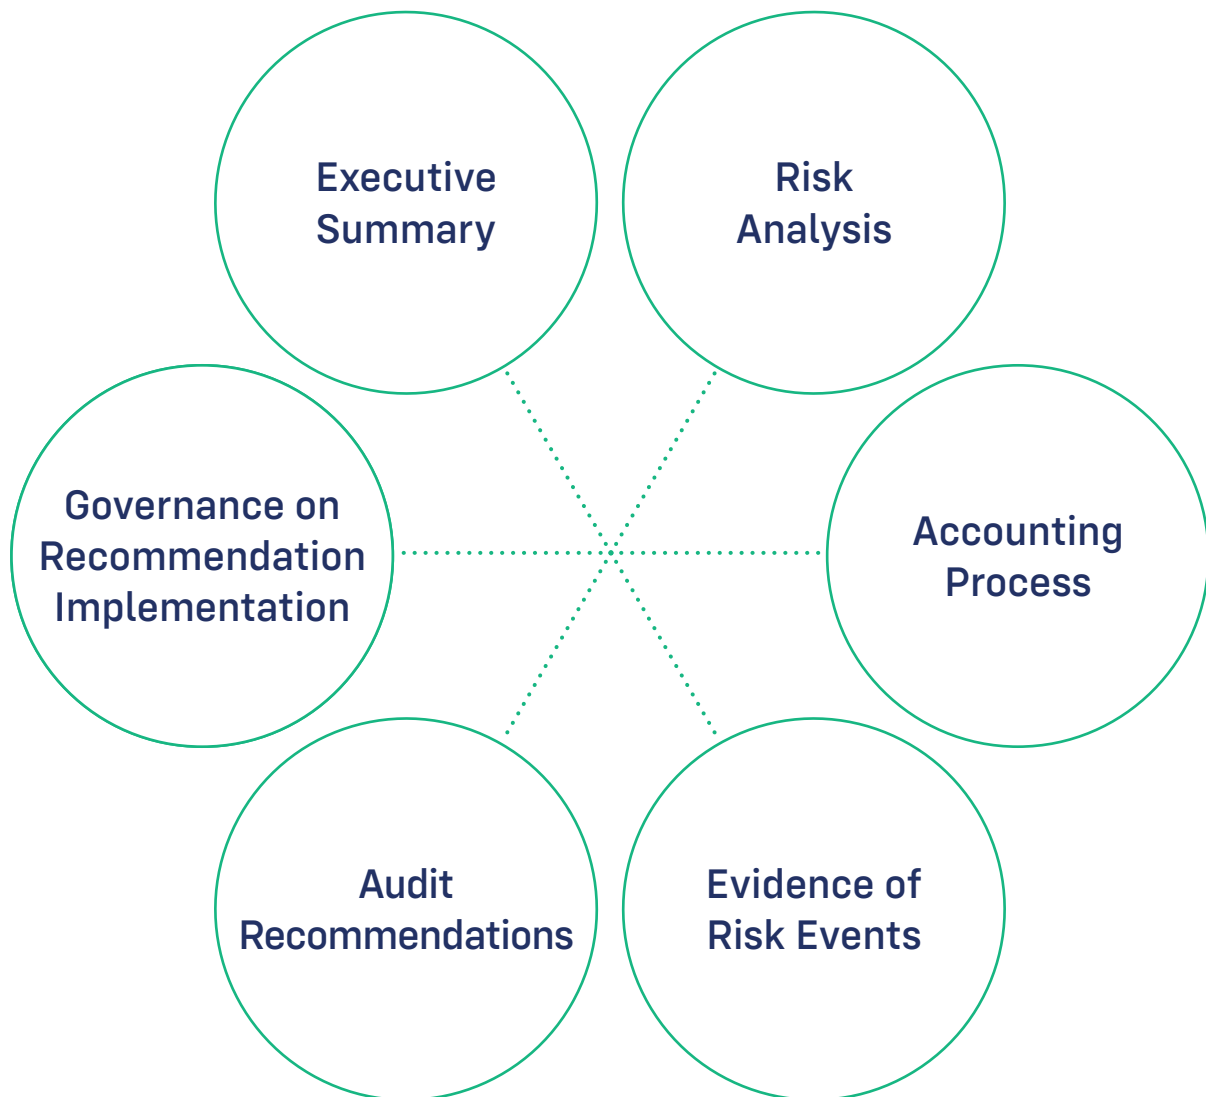 Executive
Summary
Risk
Analysis
Governance on
Recommendation
Implementation
Accounting
Process
Audit
Recommendations
Evidence of
Risk Events